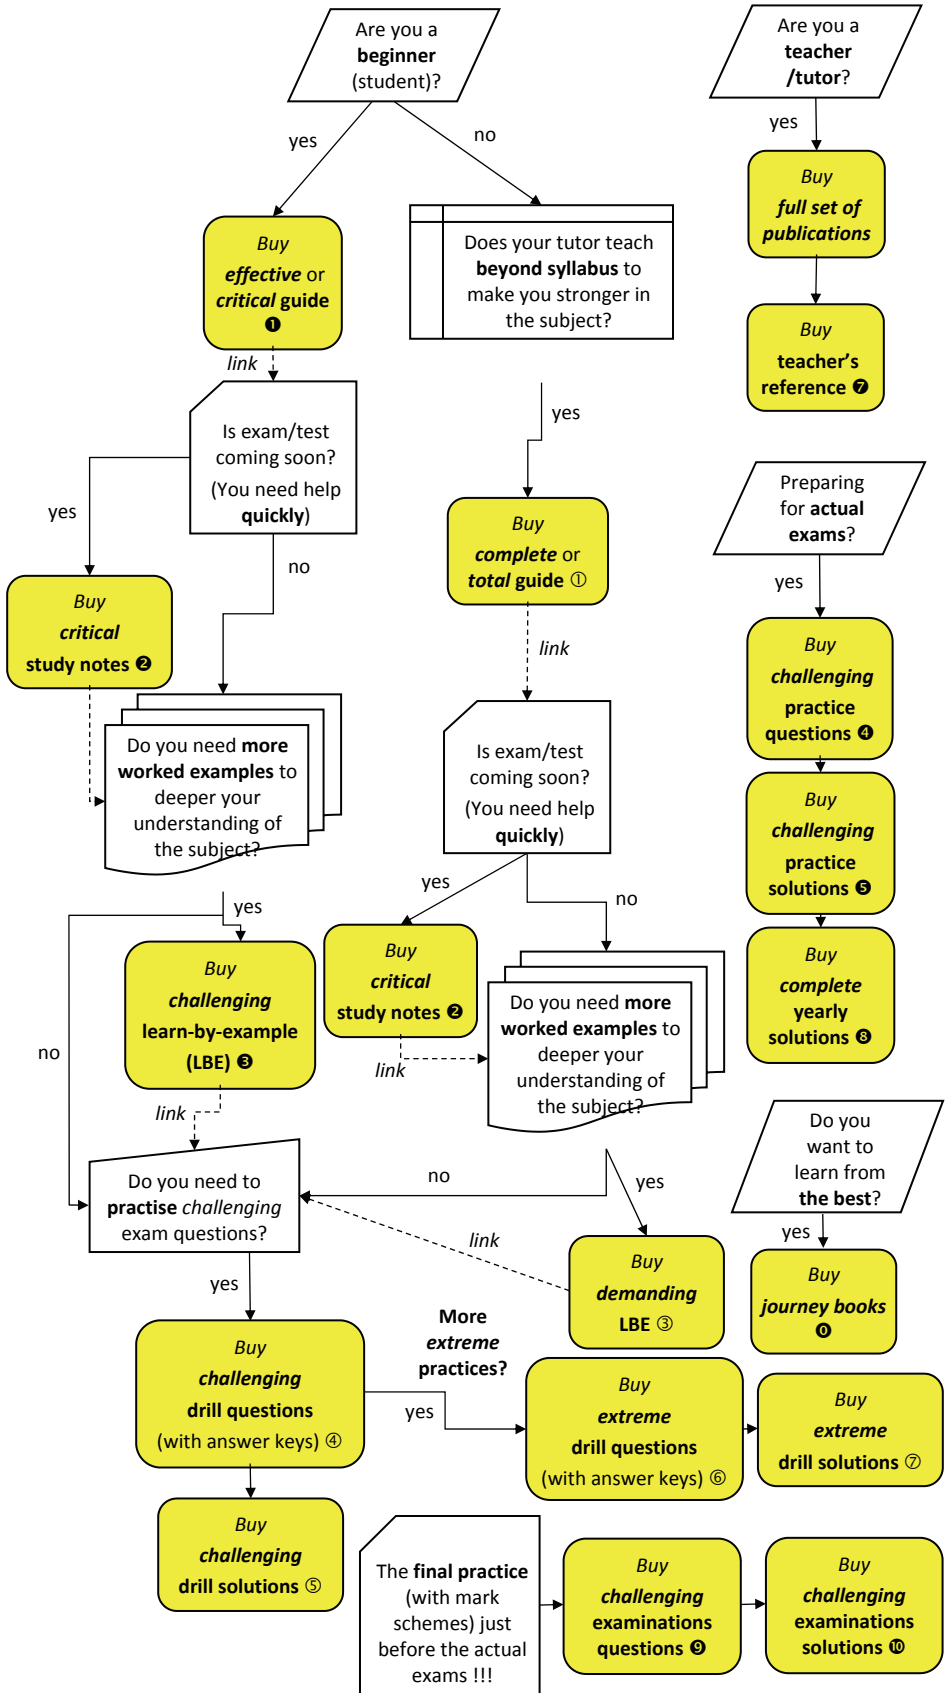 Are you a
beginner
(student)?
yes
no
Buy
effective or
critical guide
❶
link
Does your tutor teach
beyond syllabus to
make you stronger in
the subject?
Is exam/test
coming soon?
(You need help
quickly)
yes
no
Buy
critical
study notes ❷
Do you need more
worked examples to
deeper your
understanding of
the subject?
yes
no
Buy
challenging
learn-by-example
(LBE) ❸
link
Do you need to
practise challenging
exam questions?
yes
Buy
challenging
drill questions
(with answer keys) ④
Buy
challenging
drill solutions ⑤
yes
Buy
complete or
total guide ①
link
Is exam/test
coming soon?
(You need help
quickly)
yes
no
Buy
critical
study notes ❷
link
Do you need more
worked examples to
deeper your
understanding of
the subject?
no
yes
Buy
demanding
LBE ③
link
More
extreme
practices?
yes
Buy
extreme
drill questions
(with answer keys) ⑥
Buy
extreme
drill solutions ⑦
The final practice
(with mark
schemes) just
before the actual
exams !!!
Buy
challenging
examinations
questions ❾
Buy
challenging
examinations
solutions ❿
Are you a
teacher
/tutor?
yes
Buy
full set of
publications
Buy
teacher's
reference ❼
Preparing
for actual
exams?
yes
Buy
challenging
practice
questions ❹
Buy
challenging
practice
solutions ❺
Buy
complete
yearly
solutions ❽
Do you
want to
learn from
the best?
yes
Buy
journey books
⓿